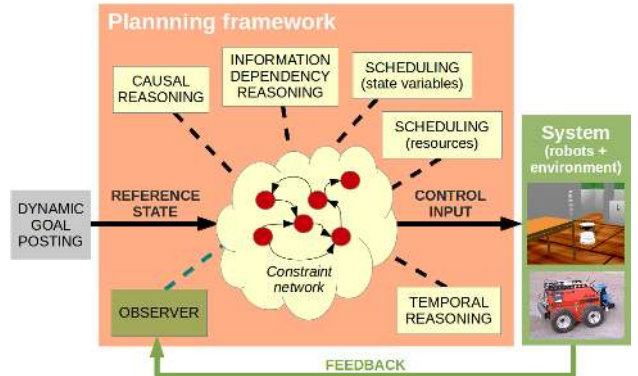 Plannning framework
CAUSAL
REASONING
INFORMATION
DEPENDENCY
REASONING
SCHEDULING
(state variables)
SCHEDULING
(resources)
System
(robots +
environment)
DYNAMIC
GOAL
POSTING
REFERENCE
STATE
CONTROL
INPUT
Constraint
network
OBSERVER
TEMPORAL
REASONING
FEEDBACK